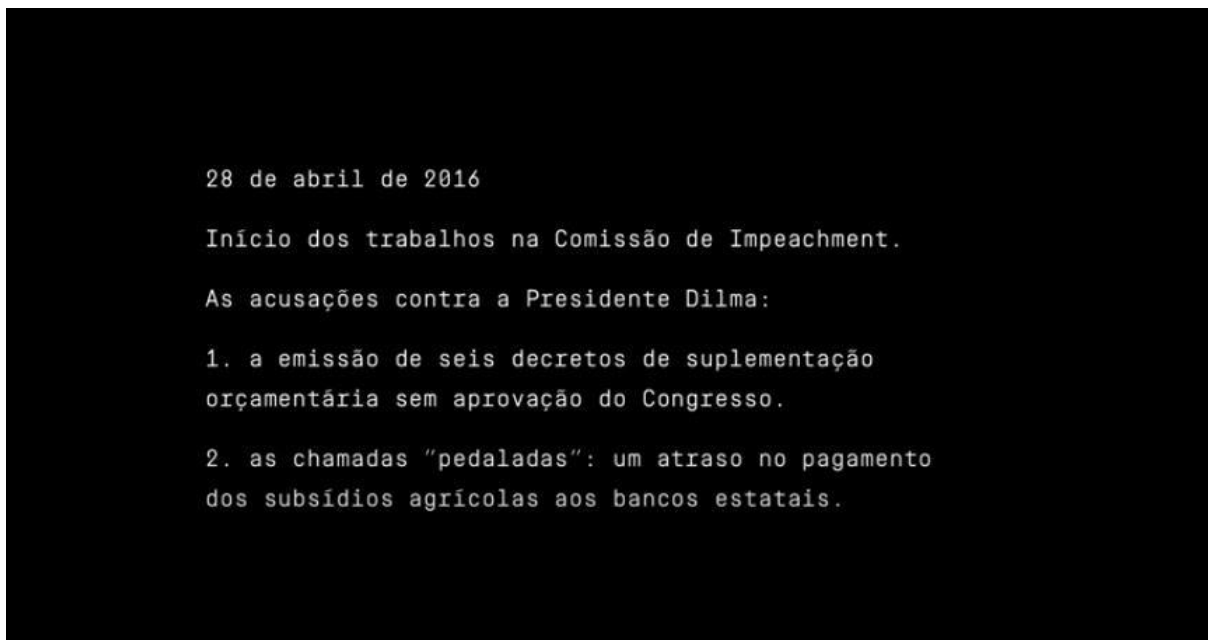 28 de abril de 2016
Início dos trabalhos na Comissão de Impeachment.
As acusações contra a Presidente Dilma:
1. a emissão de seis decretos de suplementação
orçamentária sem aprovação do Congresso.
2. as chamadas "pedaladas": um atraso no pagamento
dos subsídios agrícolas aos bancos estatais.